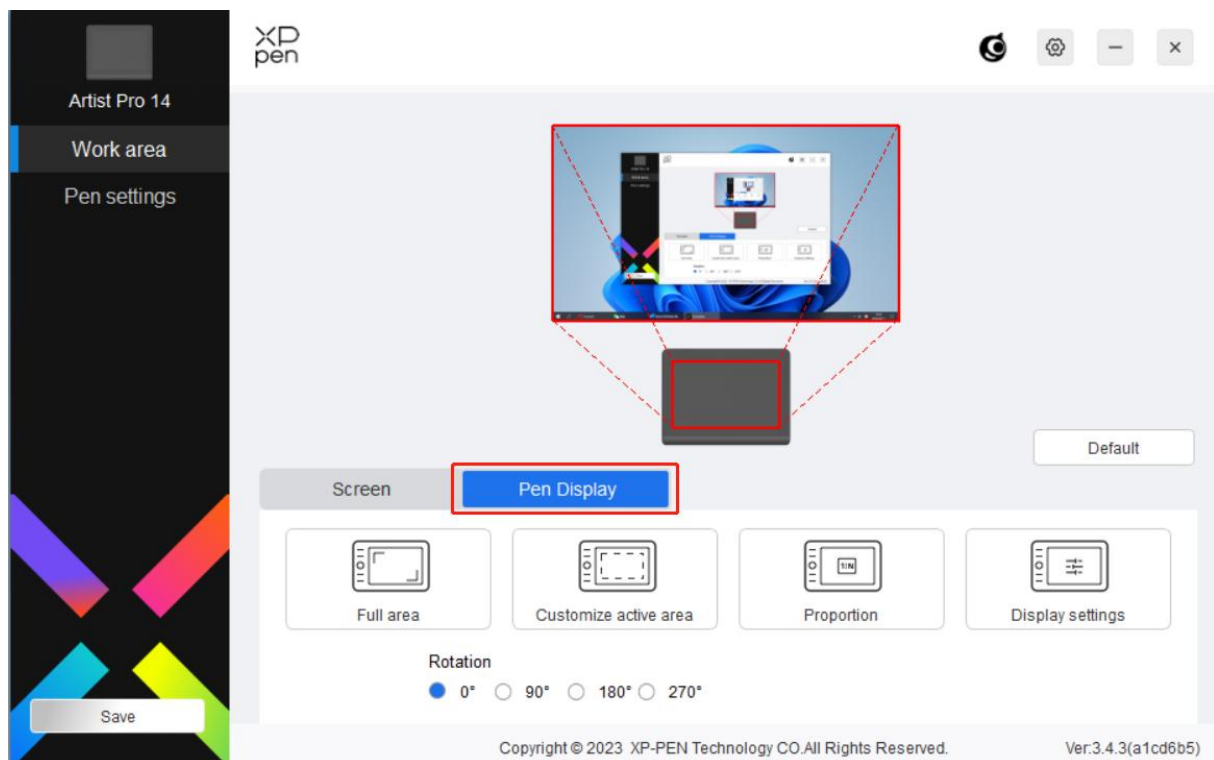 XP
pen
Artist Pro 14
Work area
Pen settings
Default
Screen
Pen Display
Full area
Customize active area
1:N
Proportion
Display settings
Rotation
0° 90° 180° 270°
Save
Copyright © 2023 XP-PEN Technology CO.All Rights Reserved.
Ver:3.4.3(a1cd6b5)